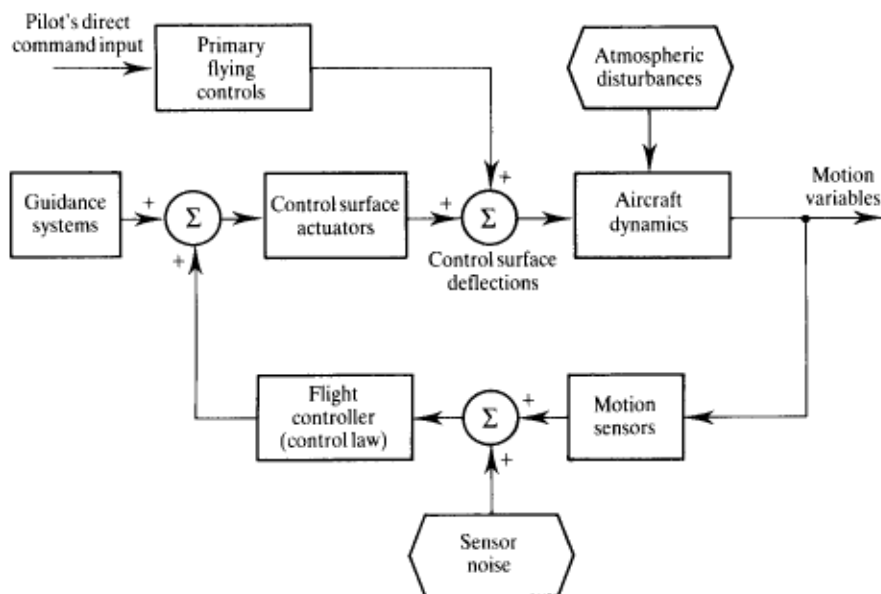 Pilot's direct
command input
Primary
flying
controls
Atmospheric
disturbances
Guidance
systems
+
Σ
+
Control surface
actuators
+
+
Σ
Control surface
deflections
Aircraft
dynamics
Motion
variables
Flight
controller
(control law)
Σ
+
+
Motion
sensors
Sensor
noise